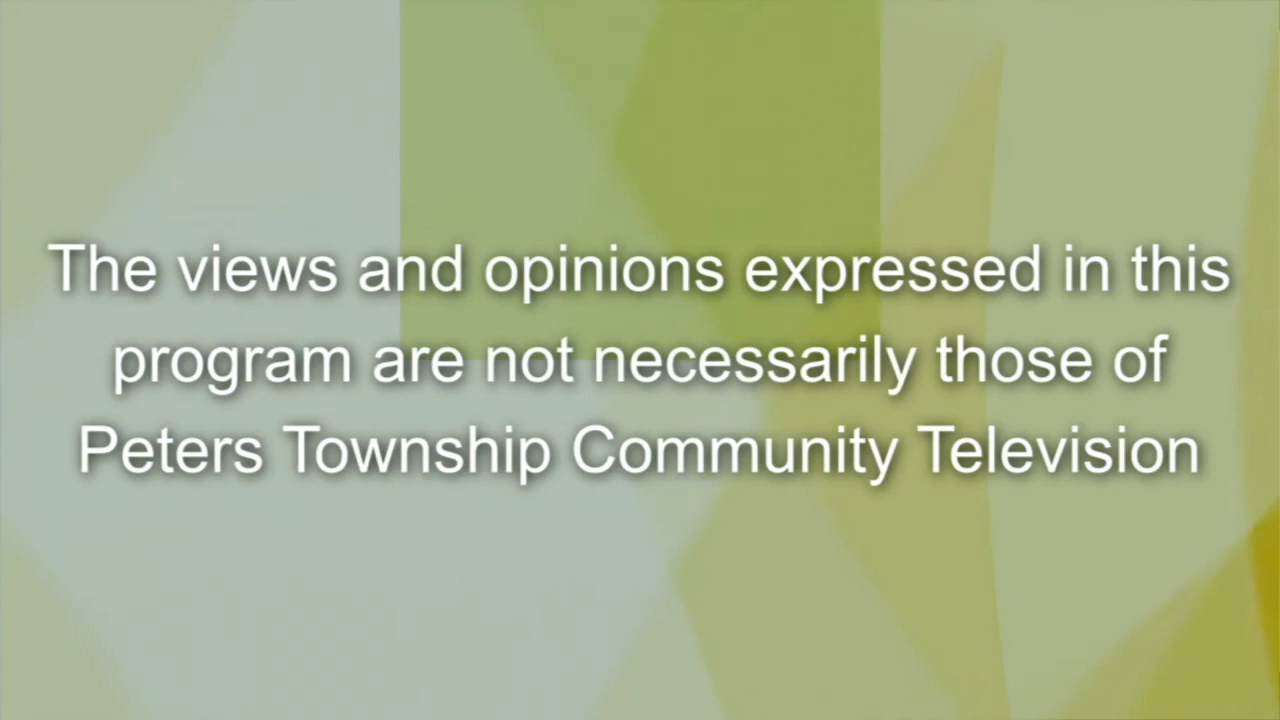 The views and opinions expressed in this
program are not necessarily those of
Peters Township Community Television